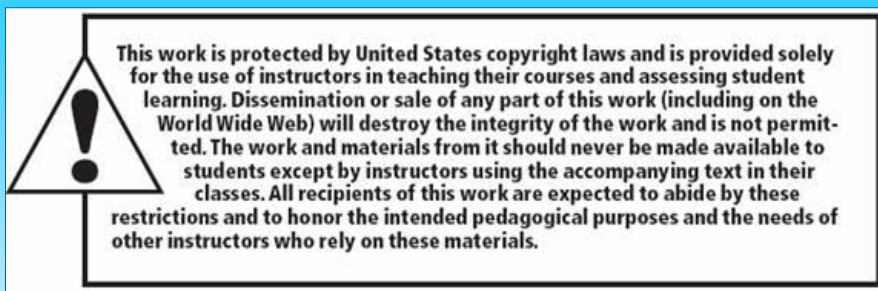 This work is protected by United States copyright laws and is provided solely
for the use of instructors in teaching their courses and assessing student
learning. Dissemination or sale of any part of this work (including on the
World Wide Web) will destroy the integrity of the work and is not permit-
ted. The work and materials from it should never be made available to
students except by instructors using the accompanying text in their
classes. All recipients of this work are expected to abide by these
restrictions and to honor the intended pedagogical purposes and the needs of
other instructors who rely on these materials.